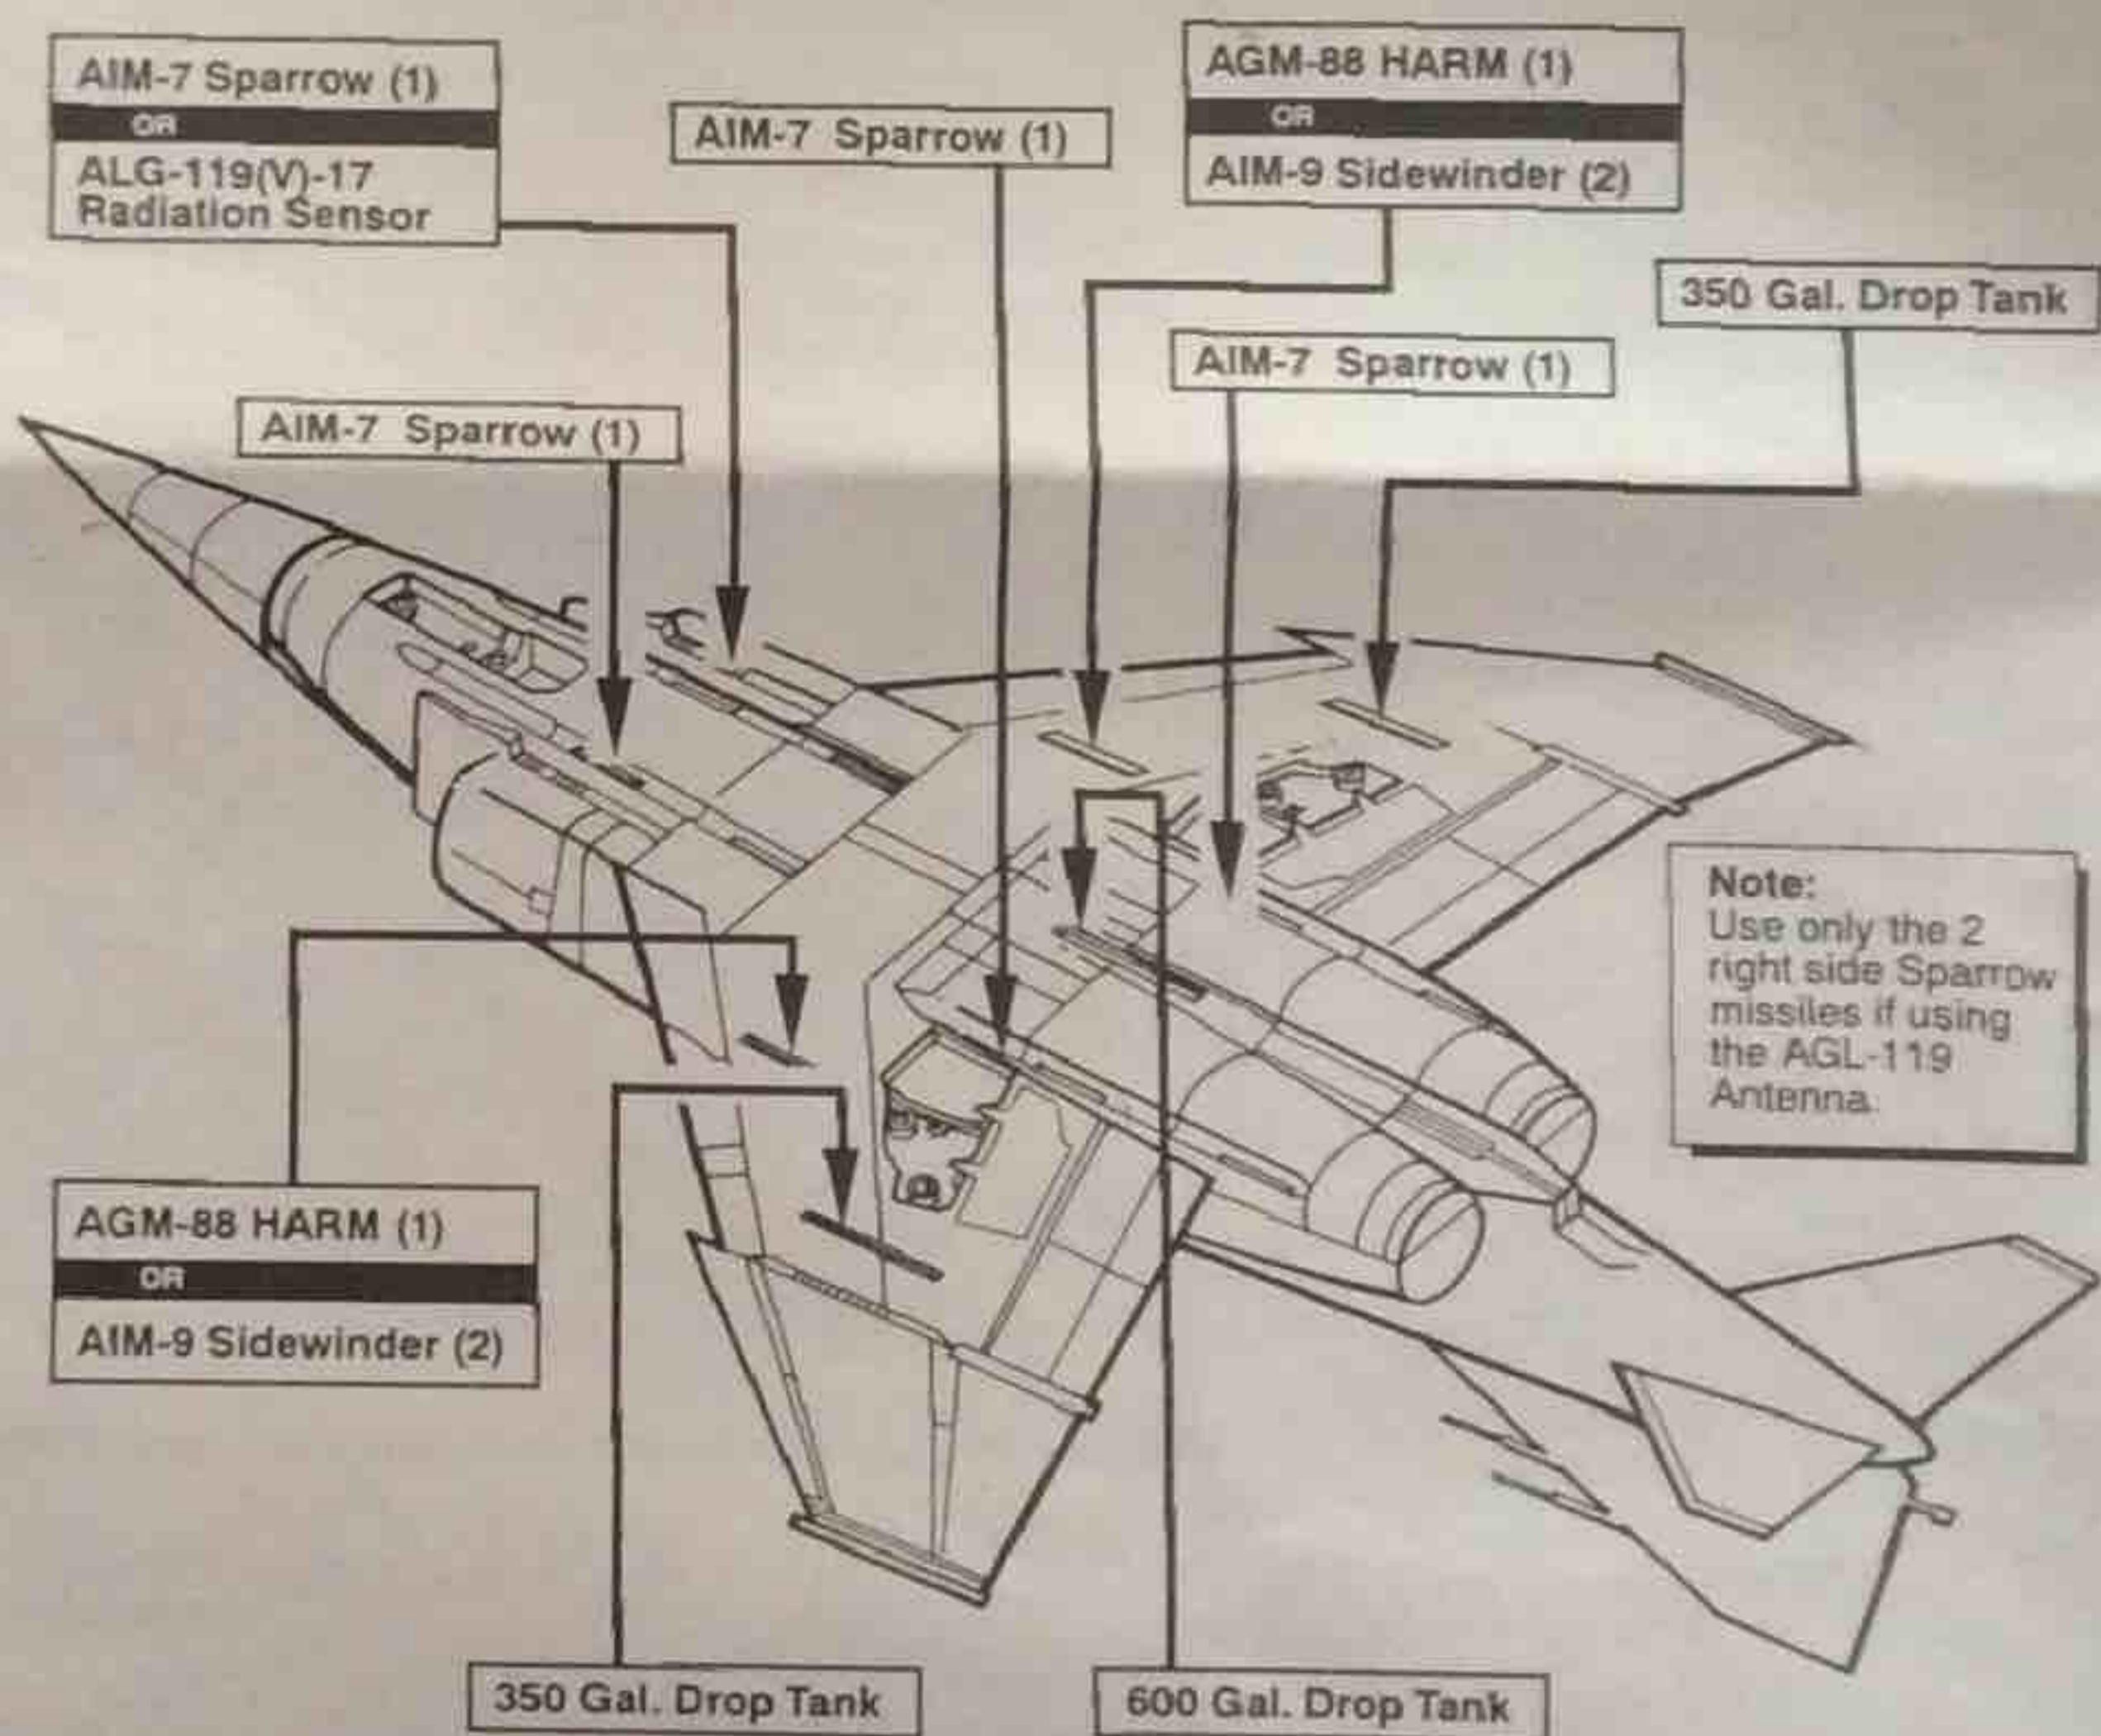 AIM-7 Sparrow (1)
OR
ALG-119(V)-17
Radiation Sensor
AIM-7 Sparrow (1)
AGM-88 HARM (1)
OR
AIM-9 Sidewinder (2)
350 Gal. Drop Tank
AIM-7 Sparrow (1)
AIM-7 Sparrow (1)
Note:
Use only the 2
right side Sparrow
missiles if using
the AGL-119
Antenna.
AGM-88 HARM (1)
OR
AIM-9 Sidewinder (2)
350 Gal. Drop Tank
600 Gal. Drop Tank